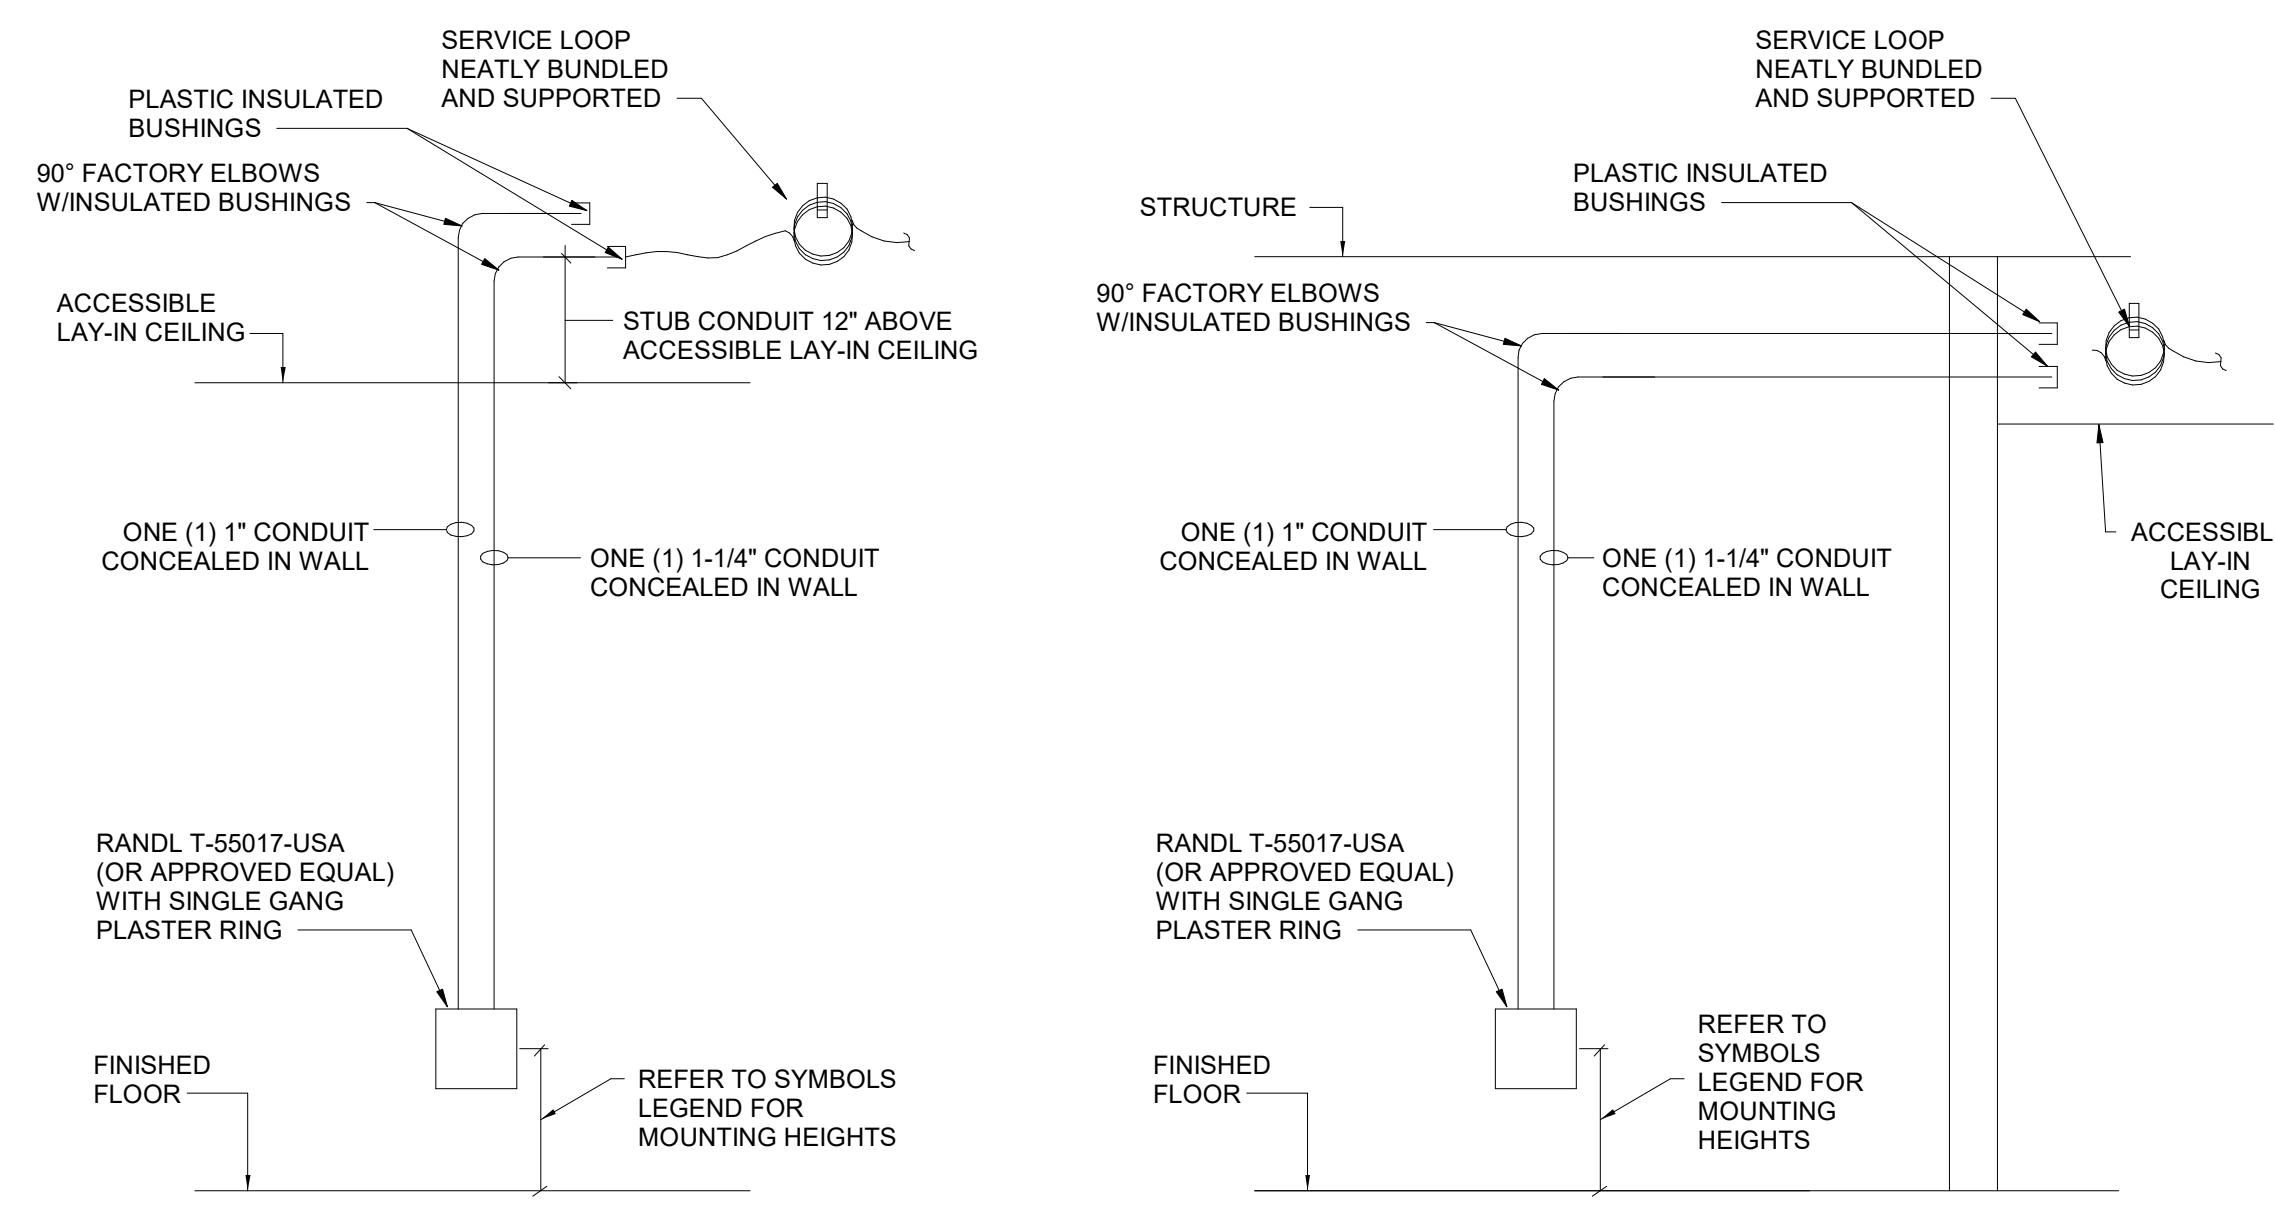 SERVICE LOOP
NEATLY BUNDLED
AND SUPPORTED
PLASTIC INSULATED
BUSHINGS
90° FACTORY ELBOWS
W/INSULATED BUSHINGS
ACCESSIBLE
LAY-IN CEILING
STUB CONDUIT 12" ABOVE
ACCESSIBLE LAY-IN CEILING
ONE (1) 1" CONDUIT
CONCEALED IN WALL
ONE (1) 1-1/4" CONDUIT
CONCEALED IN WALL
RANDL T-55017-USA
(OR APPROVED EQUAL)
WITH SINGLE GANG
PLASTER RING
FINISHED
FLOOR
REFER TO SYMBOLS
LEGEND FOR
MOUNTING HEIGHTS
SERVICE LOOP
NEATLY BUNDLED
AND SUPPORTED
PLASTIC INSULATED
BUSHINGS
STRUCTURE
90° FACTORY ELBOWS
W/INSULATED BUSHINGS
ONE (1) 1" CONDUIT
CONCEALED IN WALL
ONE (1) 1-1/4" CONDUIT
CONCEALED IN WALL
ACCESSIBL
LAY-IN
CEILING
RANDL T-55017-USA
(OR APPROVED EQUAL)
WITH SINGLE GANG
PLASTER RING
FINISHED
FLOOR
REFER TO
SYMBOLS
LEGEND FOR
MOUNTING
HEIGHTS